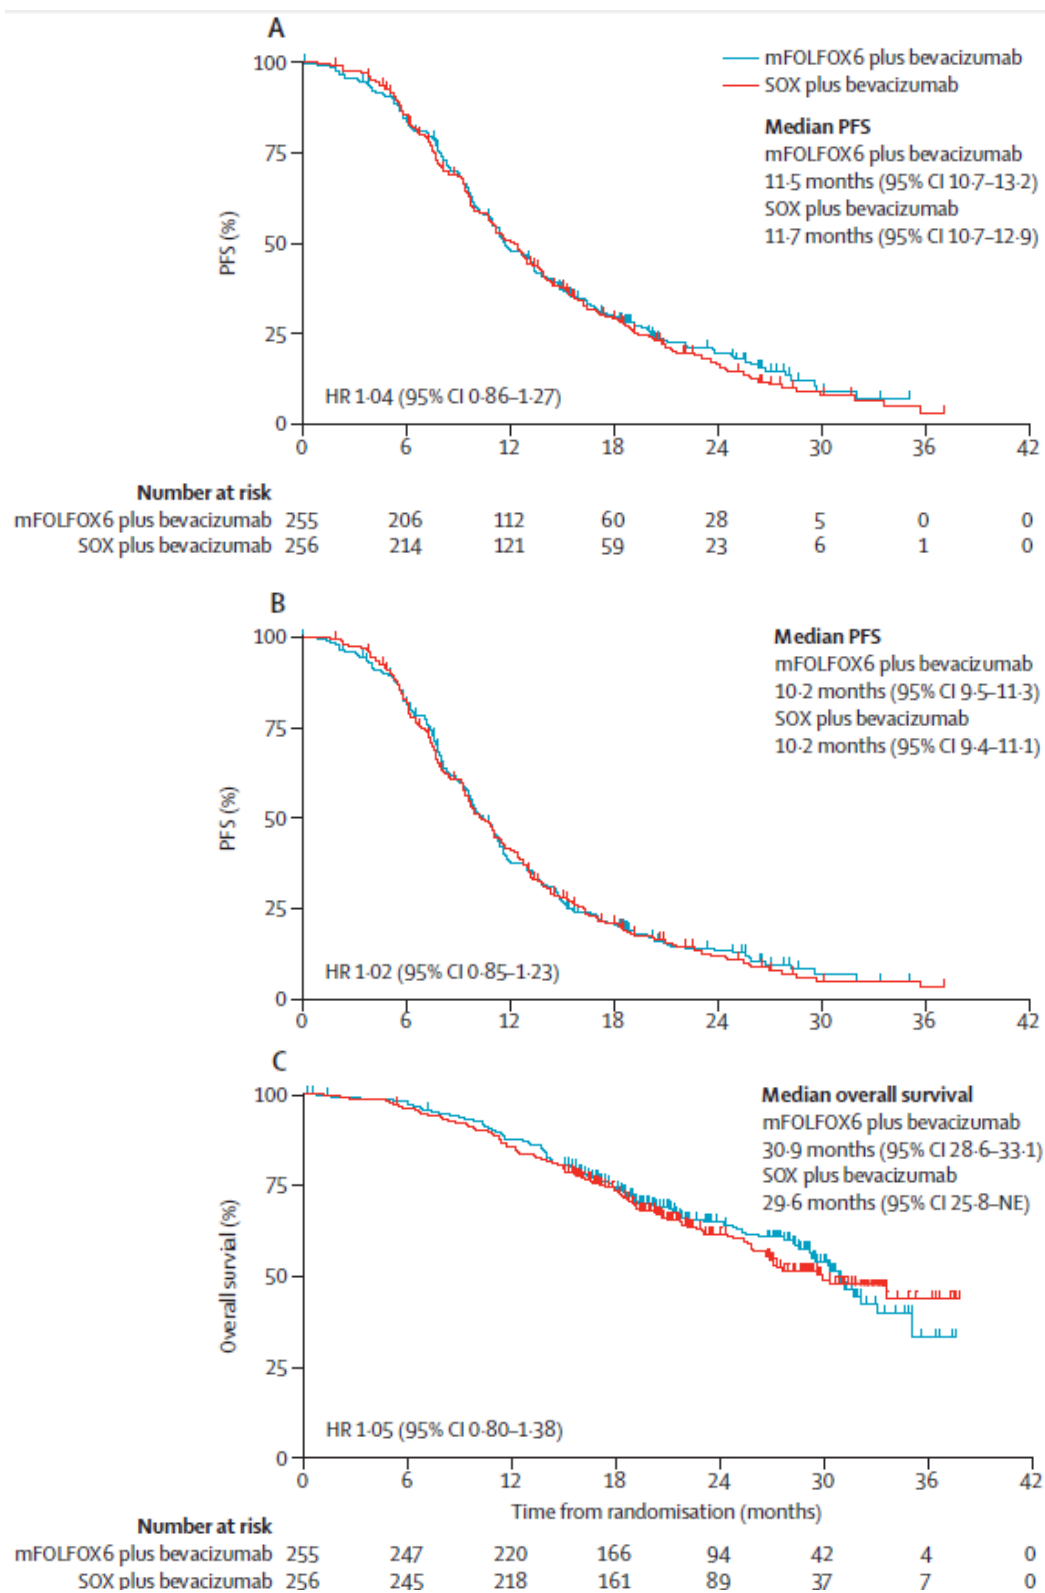 A
100
75
50
25
0
PFS (%)
mFOLFOX6 plus bevacizumab
SOX plus bevacizumab
Median PFS
mFOLFOX6 plus bevacizumab
11·5 months (95% CI 10·7–13·2)
SOX plus bevacizumab
11·7 months (95% CI 10·7–12·9)
HR 1·04 (95% CI 0·86–1·27)
0 6 12 18 24 30 36 42
Number at risk
mFOLFOX6 plus bevacizumab 255 206 112 60 28 5 0 0
SOX plus bevacizumab 256 214 121 59 23 6 1 0
B
100
75
50
25
0
PFS (%)
Median PFS
mFOLFOX6 plus bevacizumab
10·2 months (95% CI 9·5–11·3)
SOX plus bevacizumab
10·2 months (95% CI 9·4–11·1)
HR 1·02 (95% CI 0·85–1·23)
0 6 12 18 24 30 36 42
C
100
75
50
25
0
Overall survial (%)
Median overall survival
mFOLFOX6 plus bevacizumab
30·9 months (95% CI 28·6–33·1)
SOX plus bevacizumab
29·6 months (95% CI 25·8–NE)
HR 1·05 (95% CI 0·80–1·38)
0 6 12 18 24 30 36 42
Time from randomisation (months)
Number at risk
mFOLFOX6 plus bevacizumab 255 247 220 166 94 42 4 0
SOX plus bevacizumab 256 245 218 161 89 37 7 0